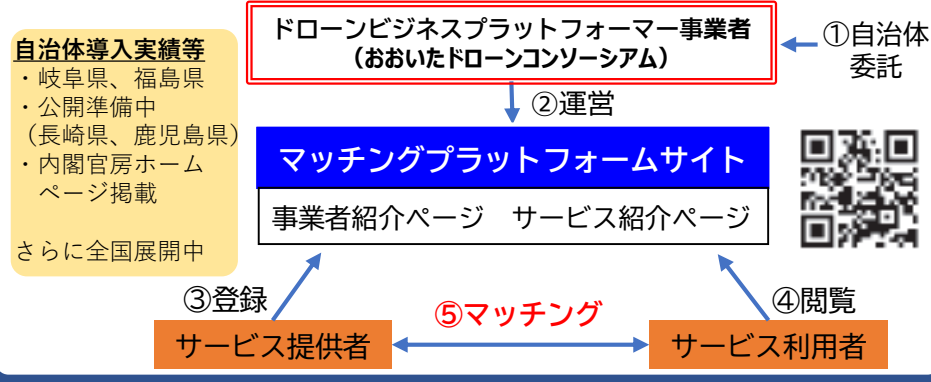 ドローンビジネスプラットフォーマー事業者
（おおいたドローンコンソーシアム）
①自治体
委託
自治体導入実績等
・岐阜県、福島県
・公開準備中
（長崎県、鹿児島県）
・内閣官房ホーム
ページ掲載
さらに全国展開中
②運営
マッチングプラットフォームサイト
事業者紹介ページ　サービス紹介ページ
③登録
⑤マッチング
④閲覧
サービス提供者
サービス利用者